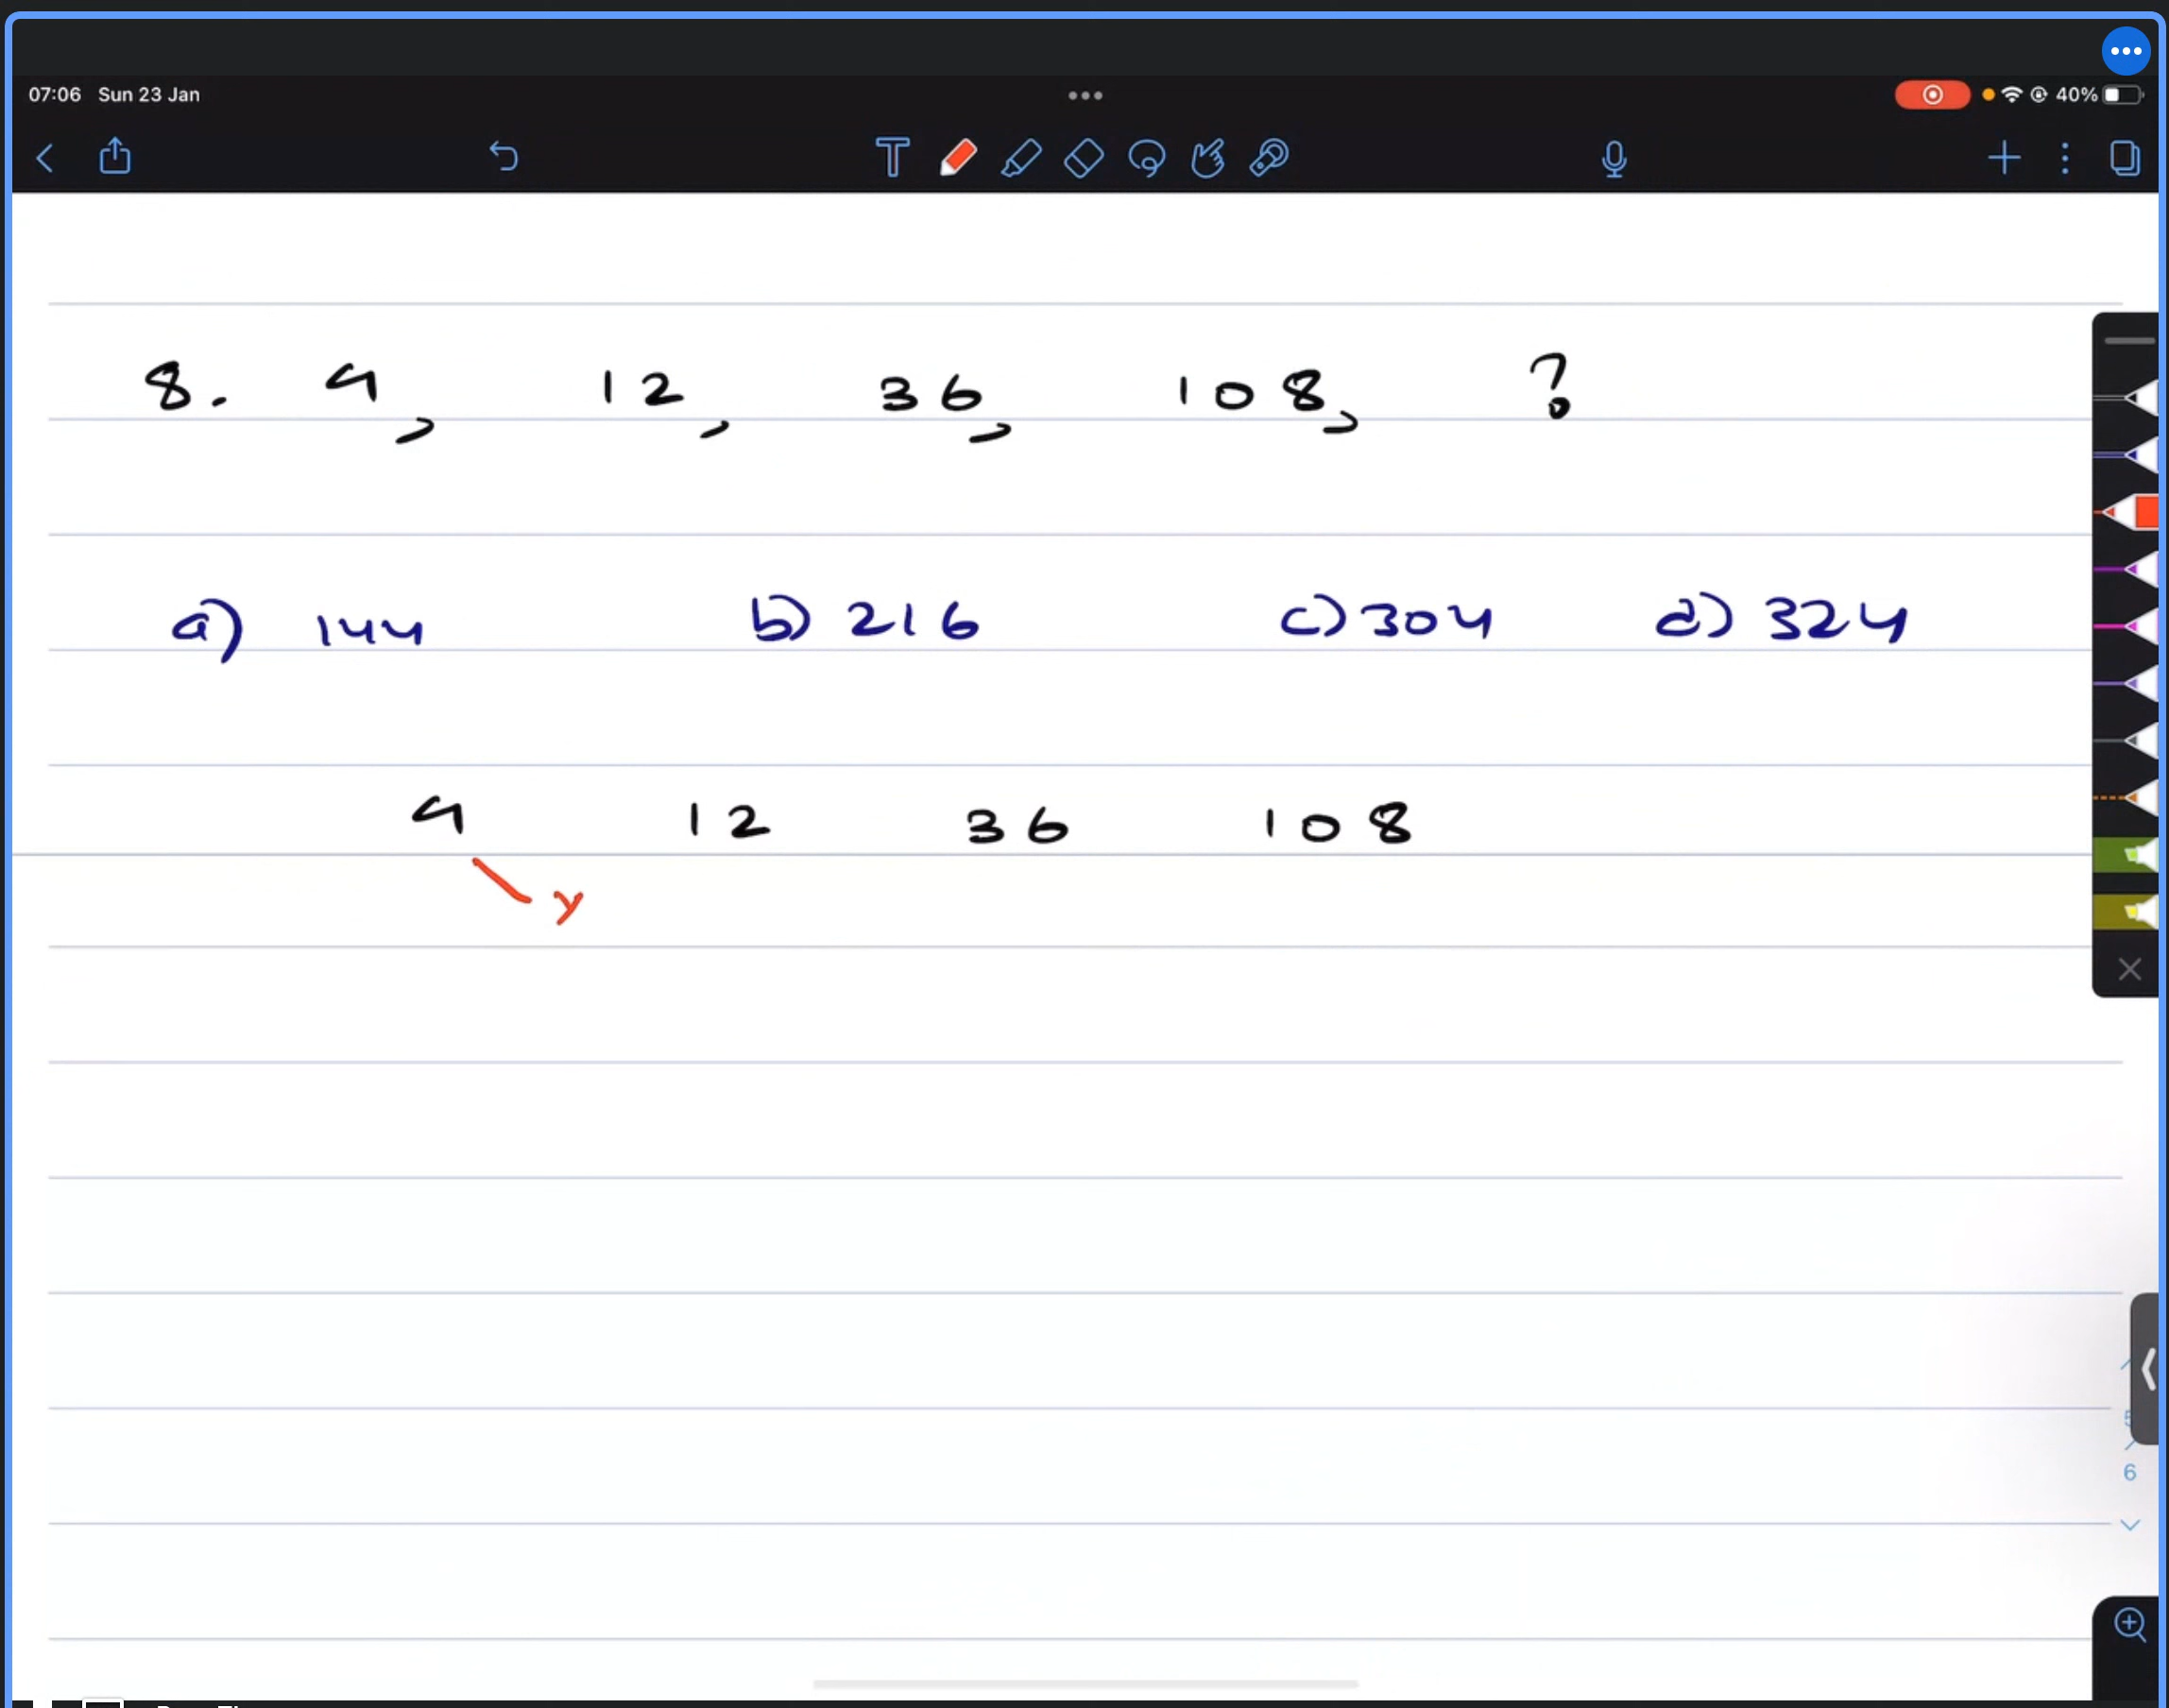 07:06 Sun 23 Jan
40%
T
8. 4, 12, 36, 108, ?
a) 144 b) 216 c) 304 d) 324
4 12 36 108
6